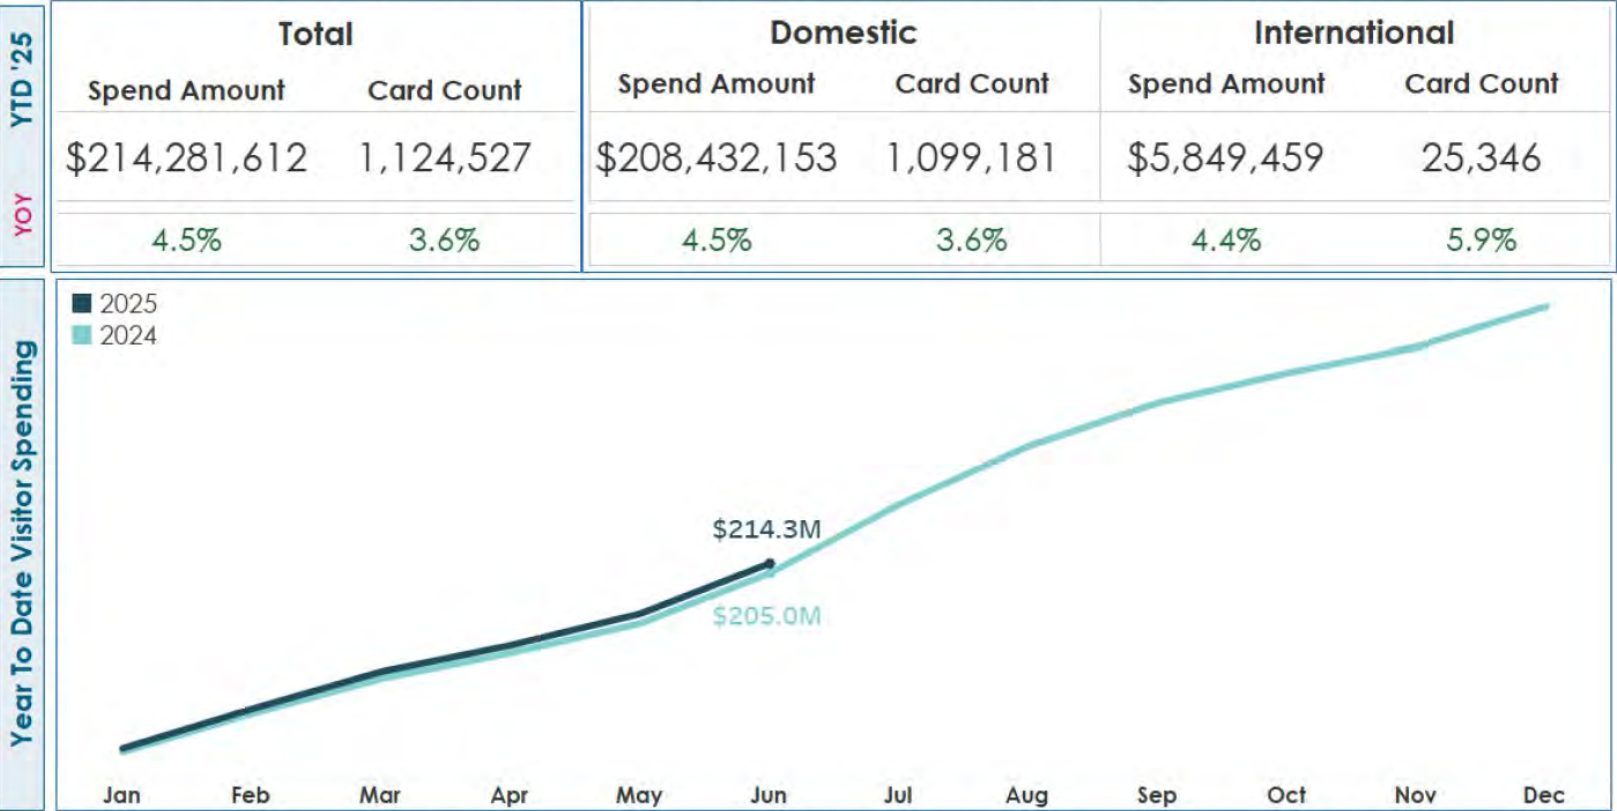 YTD '25
YOY
Total
Spend Amount Card Count
$214,281,612 1,124,527
4.5% 3.6%
Domestic
Spend Amount Card Count
$208,432,153 1,099,181
4.5% 3.6%
International
Spend Amount Card Count
$5,849,459 25,346
4.4% 5.9%
Year To Date Visitor Spending
2025
2024
$214.3M
$205.0M
Jan Feb Mar Apr May Jun Jul Aug Sep Oct Nov Dec